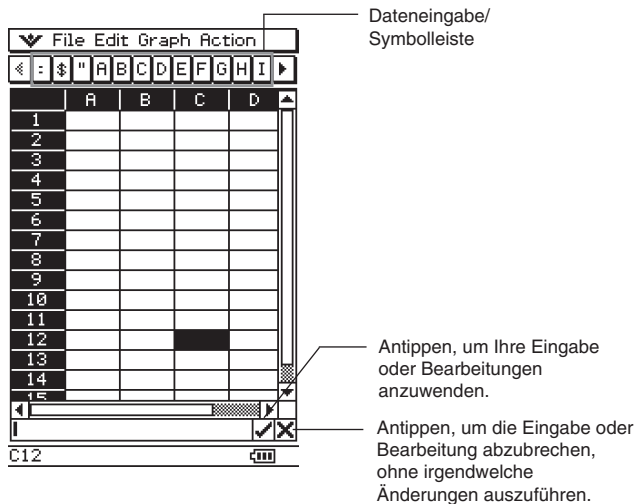 Dateneingabe/
Symbolleiste
File Edit Graph Action
: $ " A B C D E F G H I
A B C D
1
2
3
4
5
6
7
8
9
10
11
12
13
14
15
Antippen, um Ihre Eingabe
oder Bearbeitungen
anzuwenden.
Antippen, um die Eingabe oder
Bearbeitung abzubrechen,
ohne irgendwelche
Änderungen auszuführen.
C12